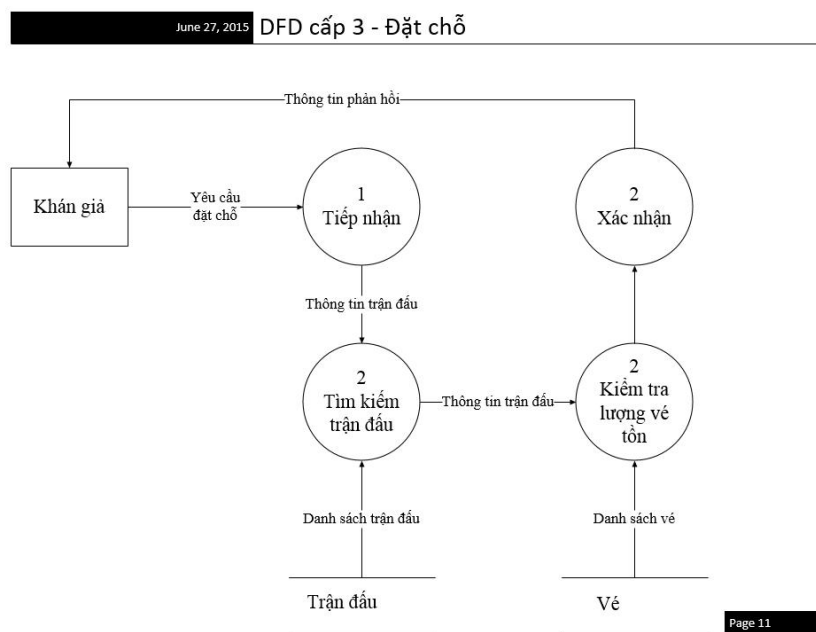 June 27, 2015 DFD cấp 3 - Đặt chỗ
Thông tin phản hồi
Khán giả
Yêu cầu
đặt chỗ
1
Tiếp nhận
2
Xác nhận
Thông tin trận đấu
2
Tìm kiếm
trận đấu
Thông tin trận đấu
2
Kiểm tra
lượng vé
tồn
Danh sách trận đấu
Danh sách vé
Trận đấu
Vé
Page 11